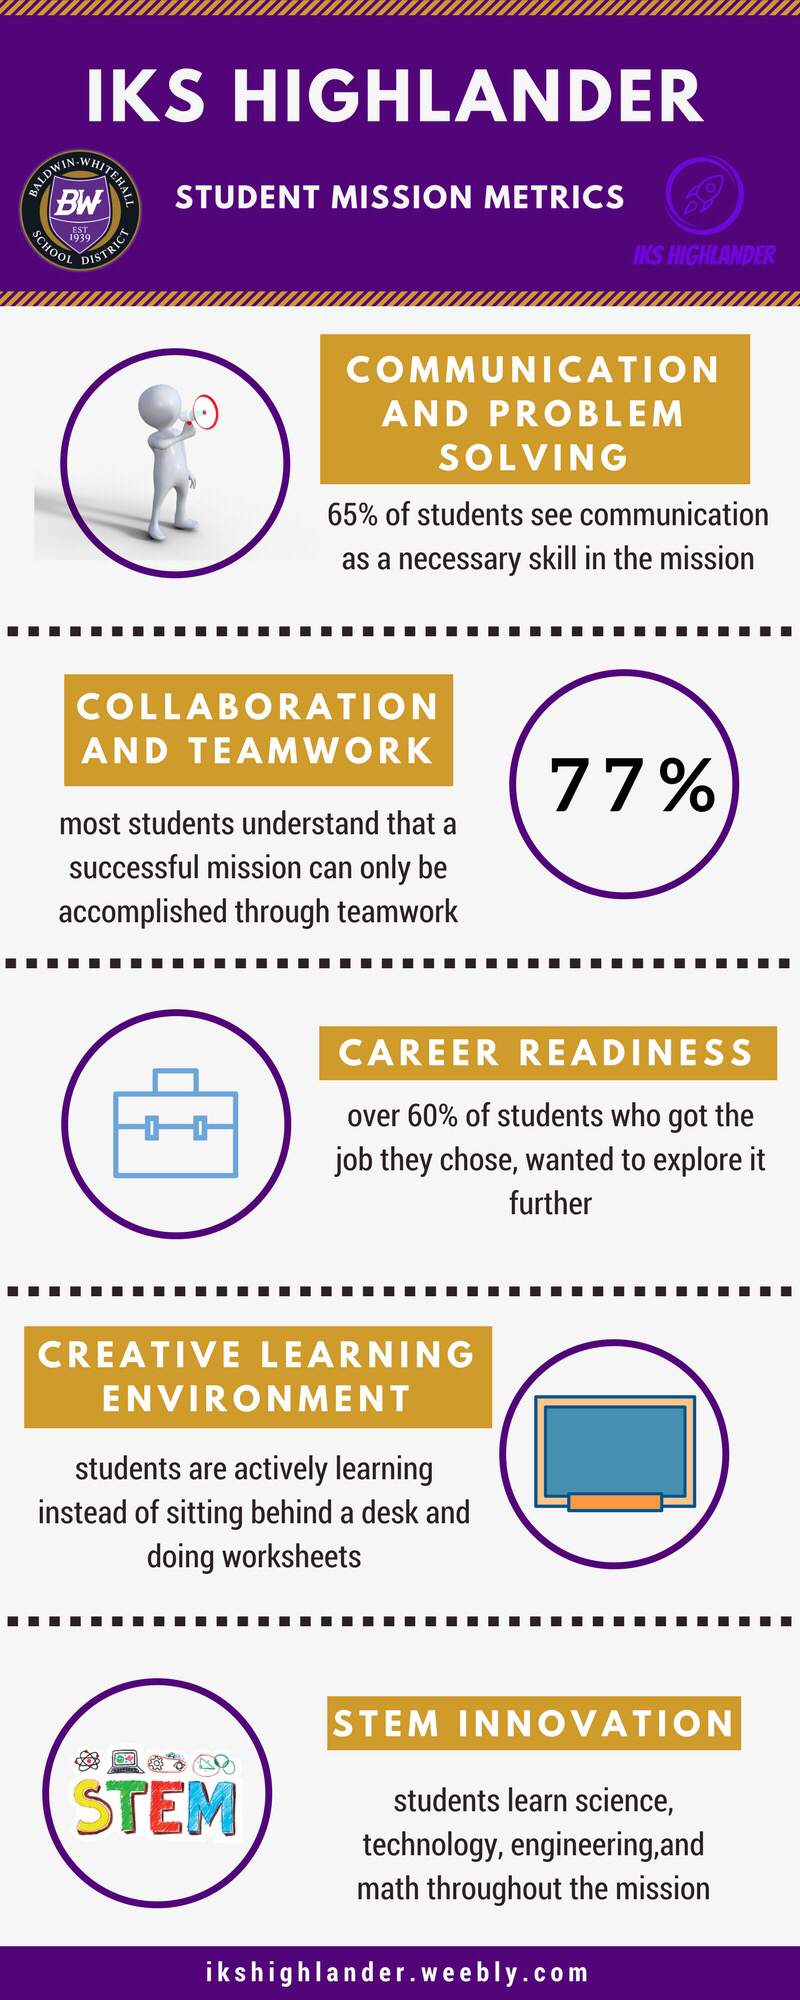 IKS HIGHLANDER
BALDWIN-WHITEHALL
BW
EST
1939
SCHOOL DISTRICT
STUDENT MISSION METRICS
IKS HIGHLANDER
COMMUNICATION
AND PROBLEM
SOLVING
65% of students see communication
as a necessary skill in the mission
COLLABORATION
AND TEAMWORK
77%
most students understand that a
successful mission can only be
accomplished through teamwork
CAREER READINESS
over 60% of students who got the
job they chose, wanted to explore it
further
CREATIVE LEARNING
ENVIRONMENT
students are actively learning
instead of sitting behind a desk and
doing worksheets
STEM
STEM INNOVATION
students learn science,
technology, engineering,and
math throughout the mission
ikshighlander.weebly.com